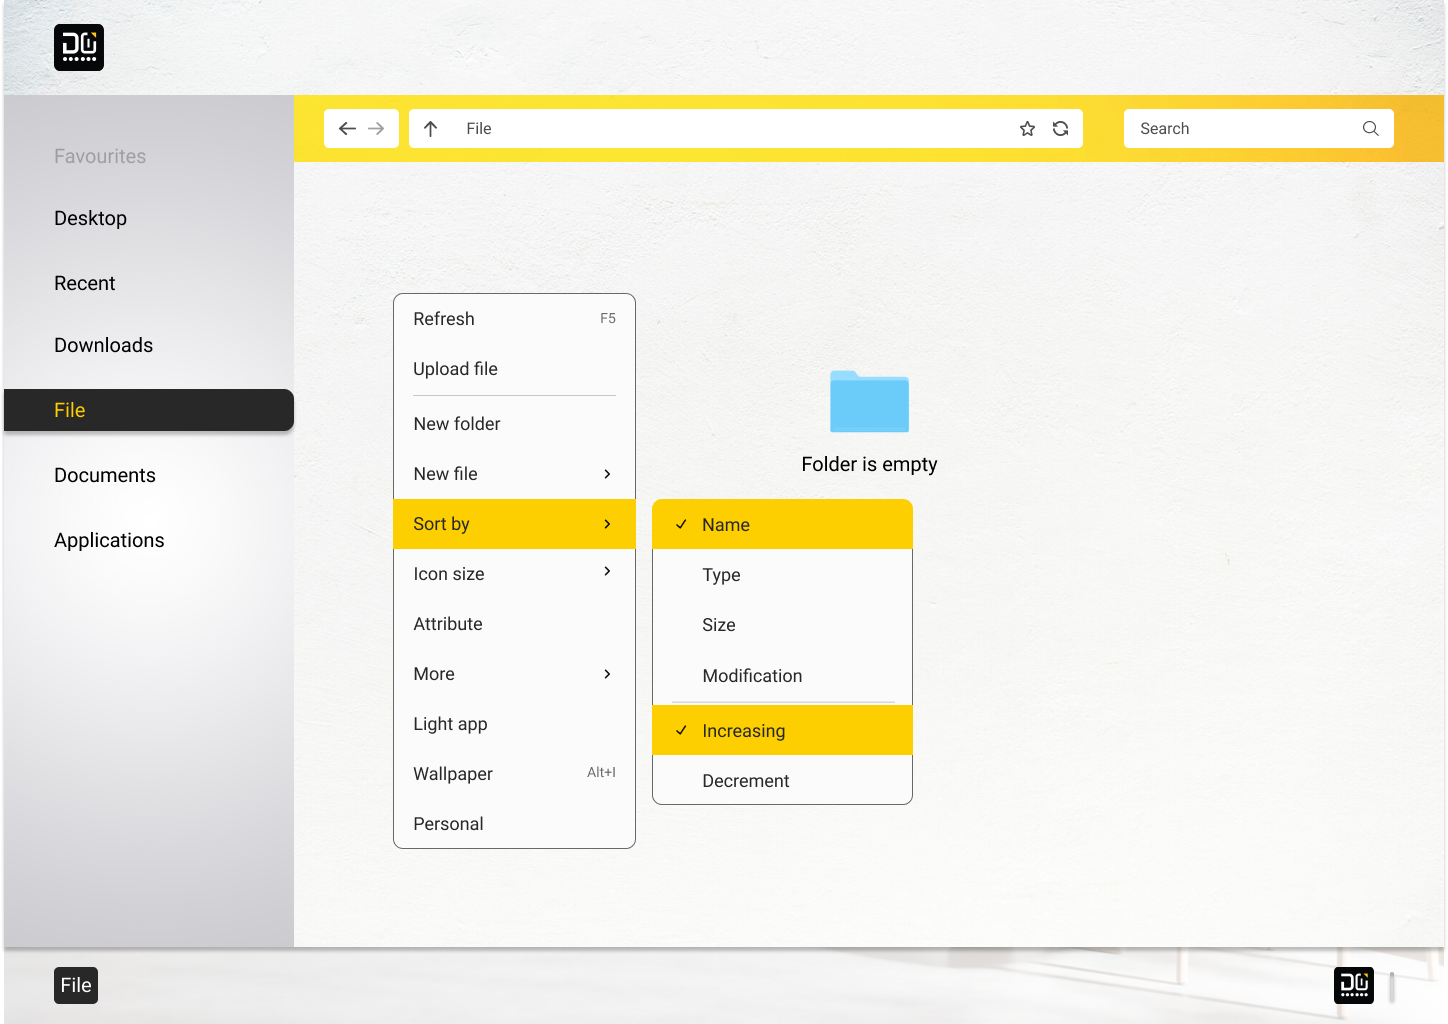 File
Search
Favourites
Desktop
Recent
Downloads
File
Documents
Applications
Refresh F5
Upload file
New folder
New file
Sort by
Icon size
Attribute
More
Light app
Wallpaper Alt+I
Personal
Folder is empty
Name
Type
Size
Modification
Increasing
Decrement
File